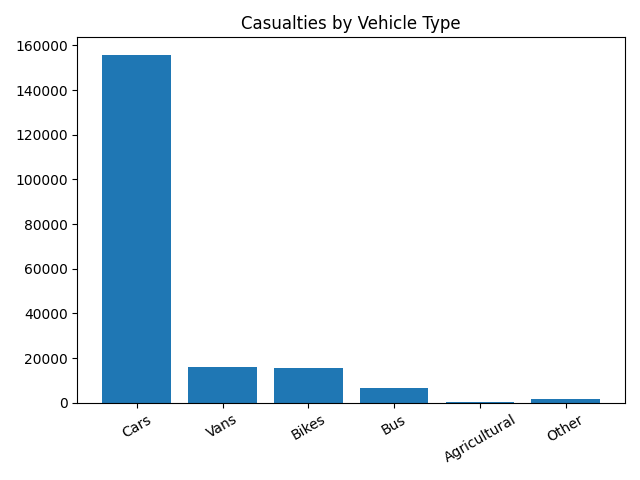 Casualties by Vehicle Type
160000
140000
120000
100000
80000
60000
40000
20000
0
Cars
Vans
Bikes
Bus
Agricultural
Other